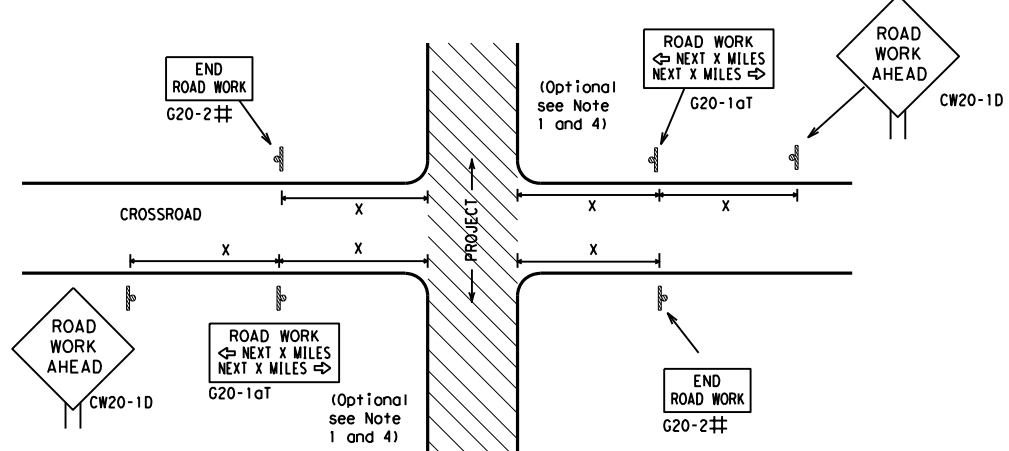 END
ROAD WORK
G20-2#
(Optional
see Note
1 and 4)
ROAD WORK
⇦ NEXT X MILES
NEXT X MILES ⇨
G20-1aT
ROAD
WORK
AHEAD
CW20-1D
CROSSROAD
X
X
X
X
X
X
PROJECT
ROAD
WORK
AHEAD
CW20-1D
ROAD WORK
⇦ NEXT X MILES
NEXT X MILES ⇨
G20-1aT
(Optional
see Note
1 and 4)
END
ROAD WORK
G20-2#